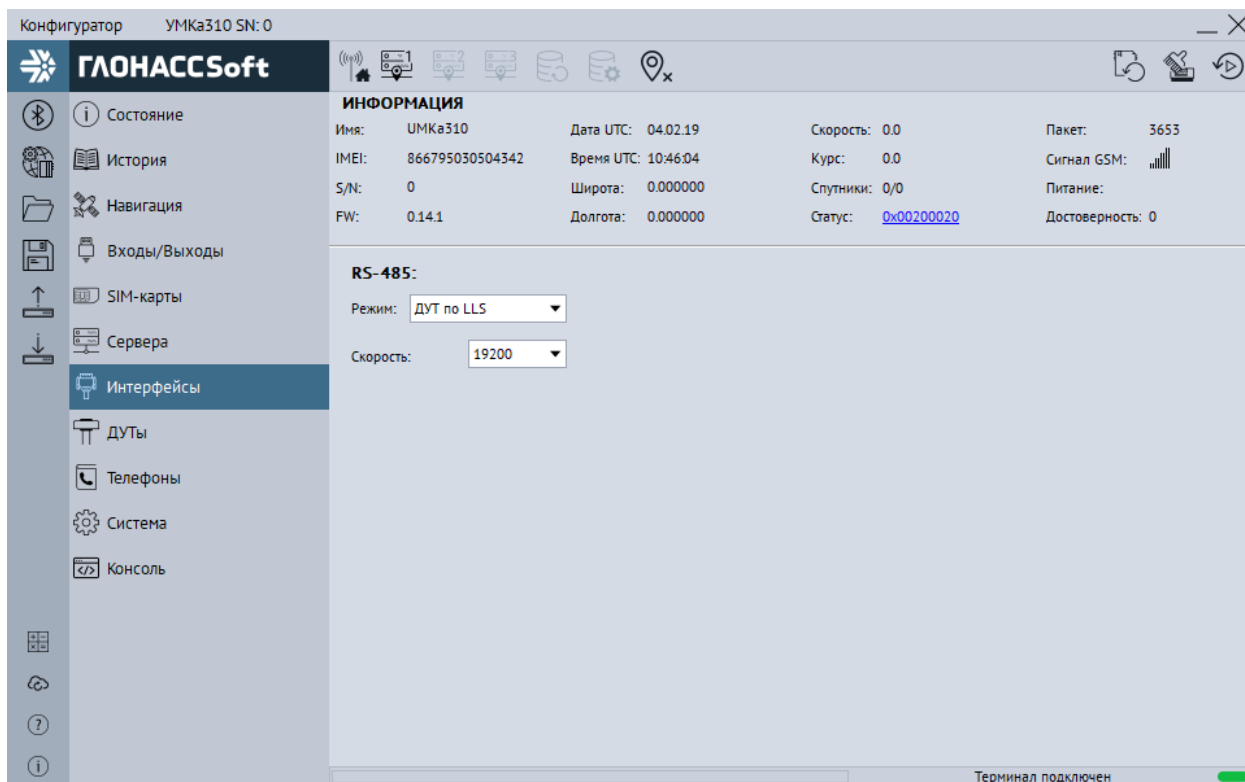 Конфигуратор УМКа310 SN: 0
ГЛОНАССSoft
1 2 3
Состояние
История
Навигация
Входы/Выходы
SIM-карты
Сервера
Интерфейсы
ДУТы
Телефоны
Система
Консоль
ИНФОРМАЦИЯ
Имя: UMKa310 Дата UTC: 04.02.19 Скорость: 0.0 Пакет: 3653
IMEI: 866795030504342 Время UTC: 10:46:04 Курс: 0.0 Сигнал GSM:
S/N: 0 Широта: 0.000000 Спутники: 0/0 Питание:
FW: 0.14.1 Долгота: 0.000000 Статус: 0x00200020 Достоверность: 0
RS-485:
Режим: ДУТ по LLS
Скорость: 19200
Терминал подключен